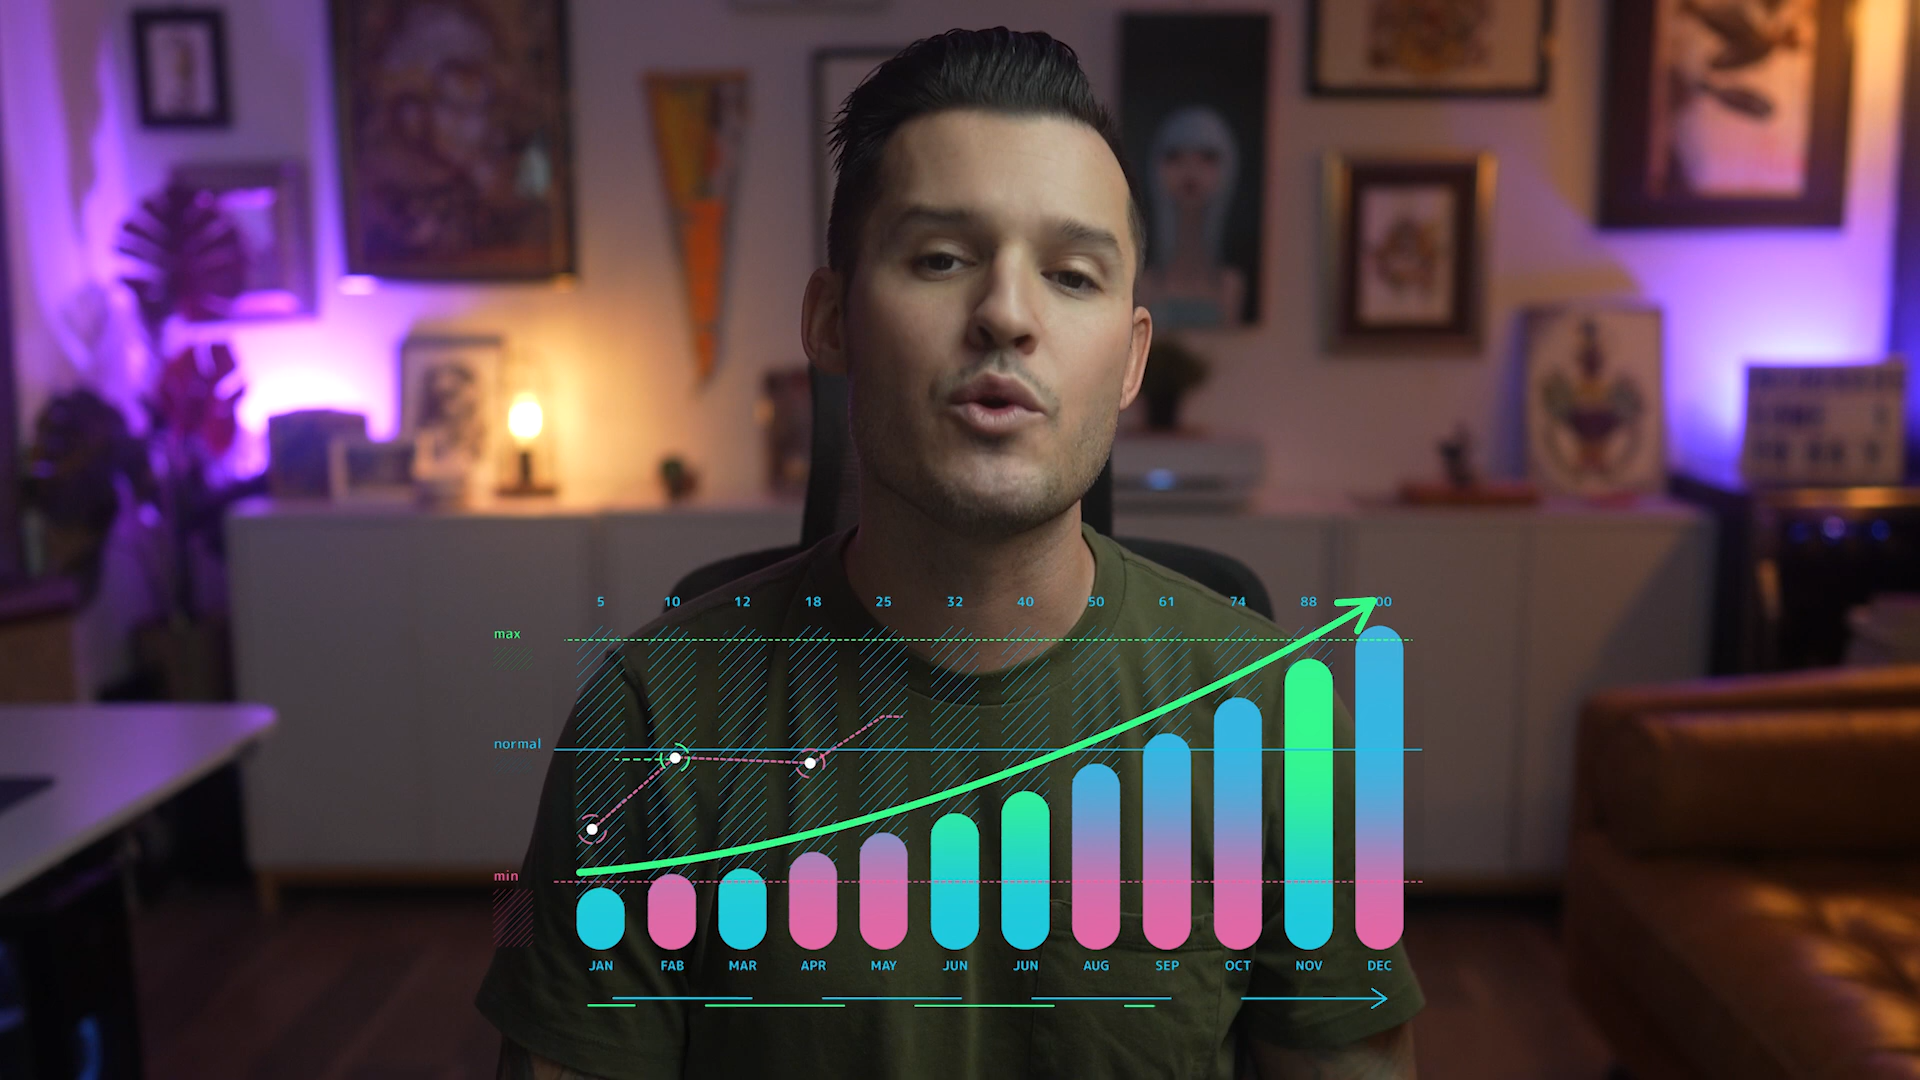 5 10 12 18 25 32 40 50 61 74 88 00
max
normal
min
JAN FAB MAR APR MAY JUN JUN AUG SEP OCT NOV DEC